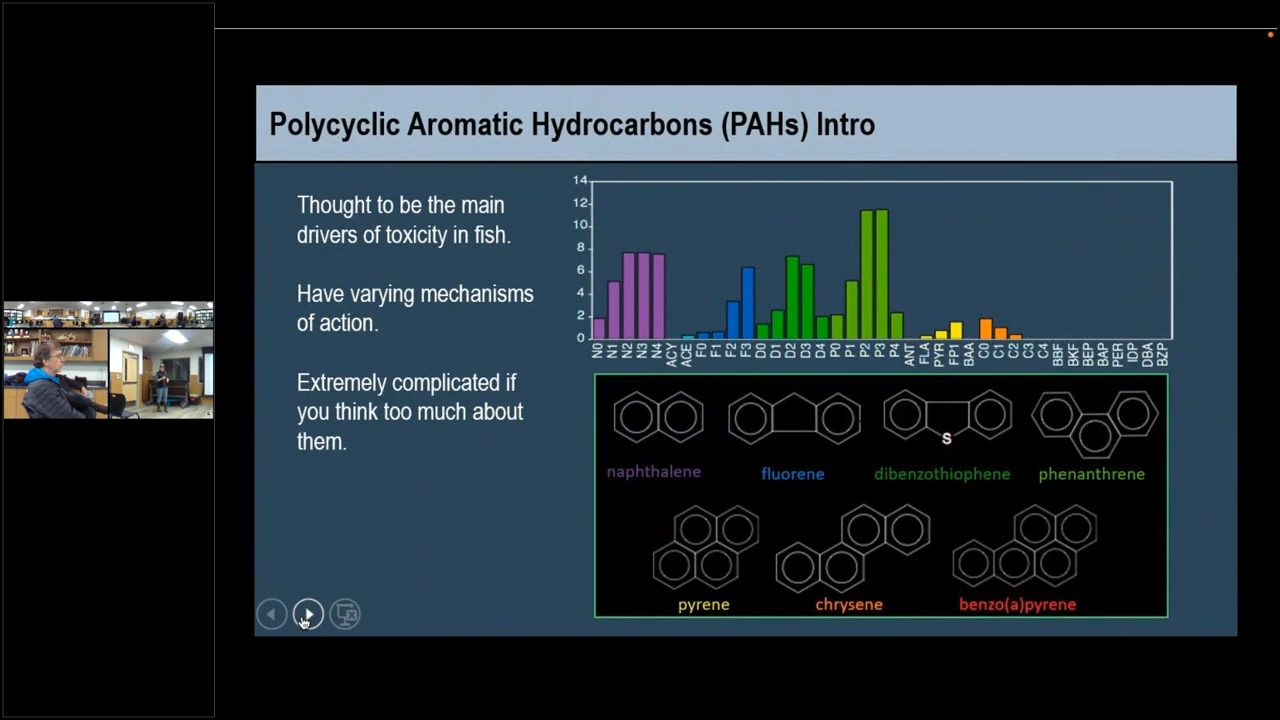 Polycyclic Aromatic Hydrocarbons (PAHs) Intro
Thought to be the main
drivers of toxicity in fish.
Have varying mechanisms
of action.
Extremely complicated if
you think too much about
them.
14
12
10
8
6
4
2
0
N0 N1 N2 N3 N4 ACY ACE F0 F1 F2 F3 D0 D1 D2 D3 D4 P0 P1 P2 P3 P4 ANT FLA PYR FP1 BAA C0 C1 C2 C3 C4 BBF BKF BEP BAP PER IDP DBA BZP
S
naphthalene fluorene dibenzothiophene phenanthrene
pyrene chrysene benzo(a)pyrene